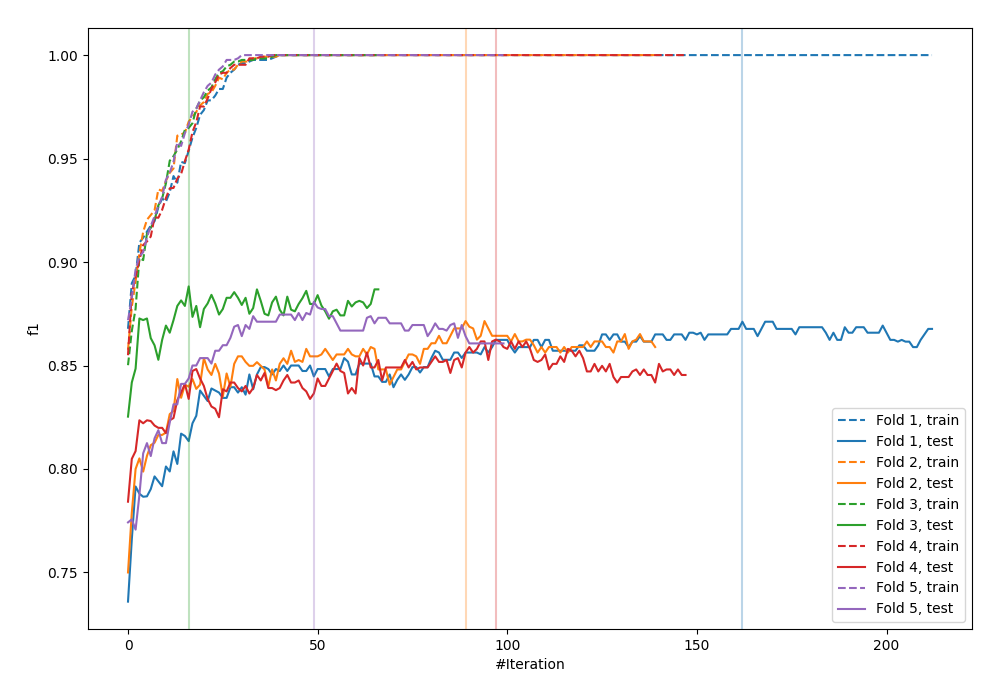 1.00
0.95
0.90
0.85
0.80
0.75
f1
0
50
100
150
200
#Iteration
Fold 1, train
Fold 1, test
Fold 2, train
Fold 2, test
Fold 3, train
Fold 3, test
Fold 4, train
Fold 4, test
Fold 5, train
Fold 5, test